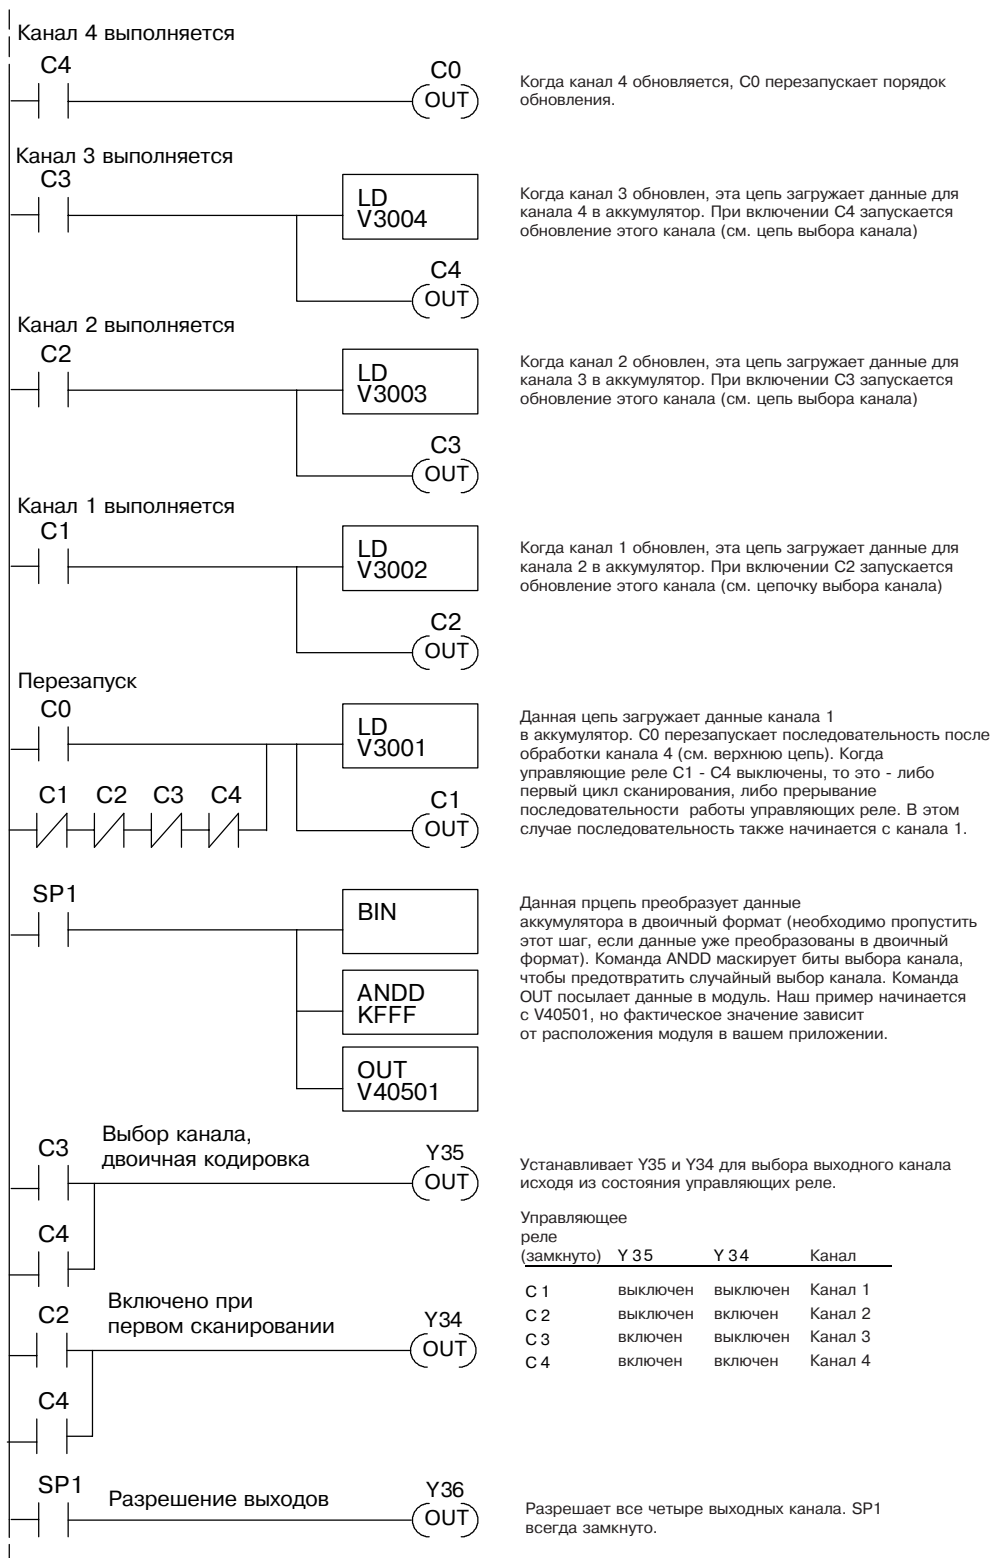 Канал 4 выполняется
C4
C0
OUT
Когда канал 4 обновляется, C0 перезапускает порядок
обновления.
Канал 3 выполняется
C3
LD
V3004
C4
OUT
Когда канал 3 обновлен, эта цепь загружает данные для
канала 4 в аккумулятор. При включении C4 запускается
обновление этого канала (см. цепь выбора канала)
Канал 2 выполняется
C2
LD
V3003
C3
OUT
Когда канал 2 обновлен, эта цепь загружает данные для
канала 3 в аккумулятор. При включении C3 запускается
обновление этого канала (см. цепь выбора канала)
Канал 1 выполняется
C1
LD
V3002
C2
OUT
Когда канал 1 обновлен, эта цепь загружает данные для
канала 2 в аккумулятор. При включении C2 запускается
обновление этого канала (см. цепочку выбора канала)
Перезапуск
C0
LD
V3001
C1 C2 C3 C4
C1
OUT
Данная цепь загружает данные канала 1
в аккумулятор. C0 перезапускает последовательность после
обработки канала 4 (см. верхнюю цепь). Когда
управляющие реле C1 - C4 выключены, то это - либо
первый цикл сканирования, либо прерывание
последовательности работы управляющих реле. В этом
случае последовательность также начинается с канала 1.
SP1
BIN
ANDD
KFFF
OUT
V40501
Данная прцепь преобразует данные
аккумулятора в двоичный формат (необходимо пропустить
этот шаг, если данные уже преобразованы в двоичный
формат). Команда ANDD маскирует биты выбора канала,
чтобы предотвратить случайный выбор канала. Команда
OUT посылает данные в модуль. Наш пример начинается
с V40501, но фактическое значение зависит
от расположения модуля в вашем приложении.
C3
Выбор канала,
двоичная кодировка
Y35
OUT
C4
Устанавливает Y35 и Y34 для выбора выходного канала
исходя из состояния управляющих реле.
Управляющее
реле
(замкнуто) Y 35 Y 34 Канал
C 1 выключен выключен Канал 1
C 2 выключен включен Канал 2
C 3 включен выключен Канал 3
C 4 включен включен Канал 4
C2
Включено при
первом сканировании
Y34
OUT
C4
SP1
Разрешение выходов
Y36
OUT
Разрешает все четыре выходных канала. SP1
всегда замкнуто.